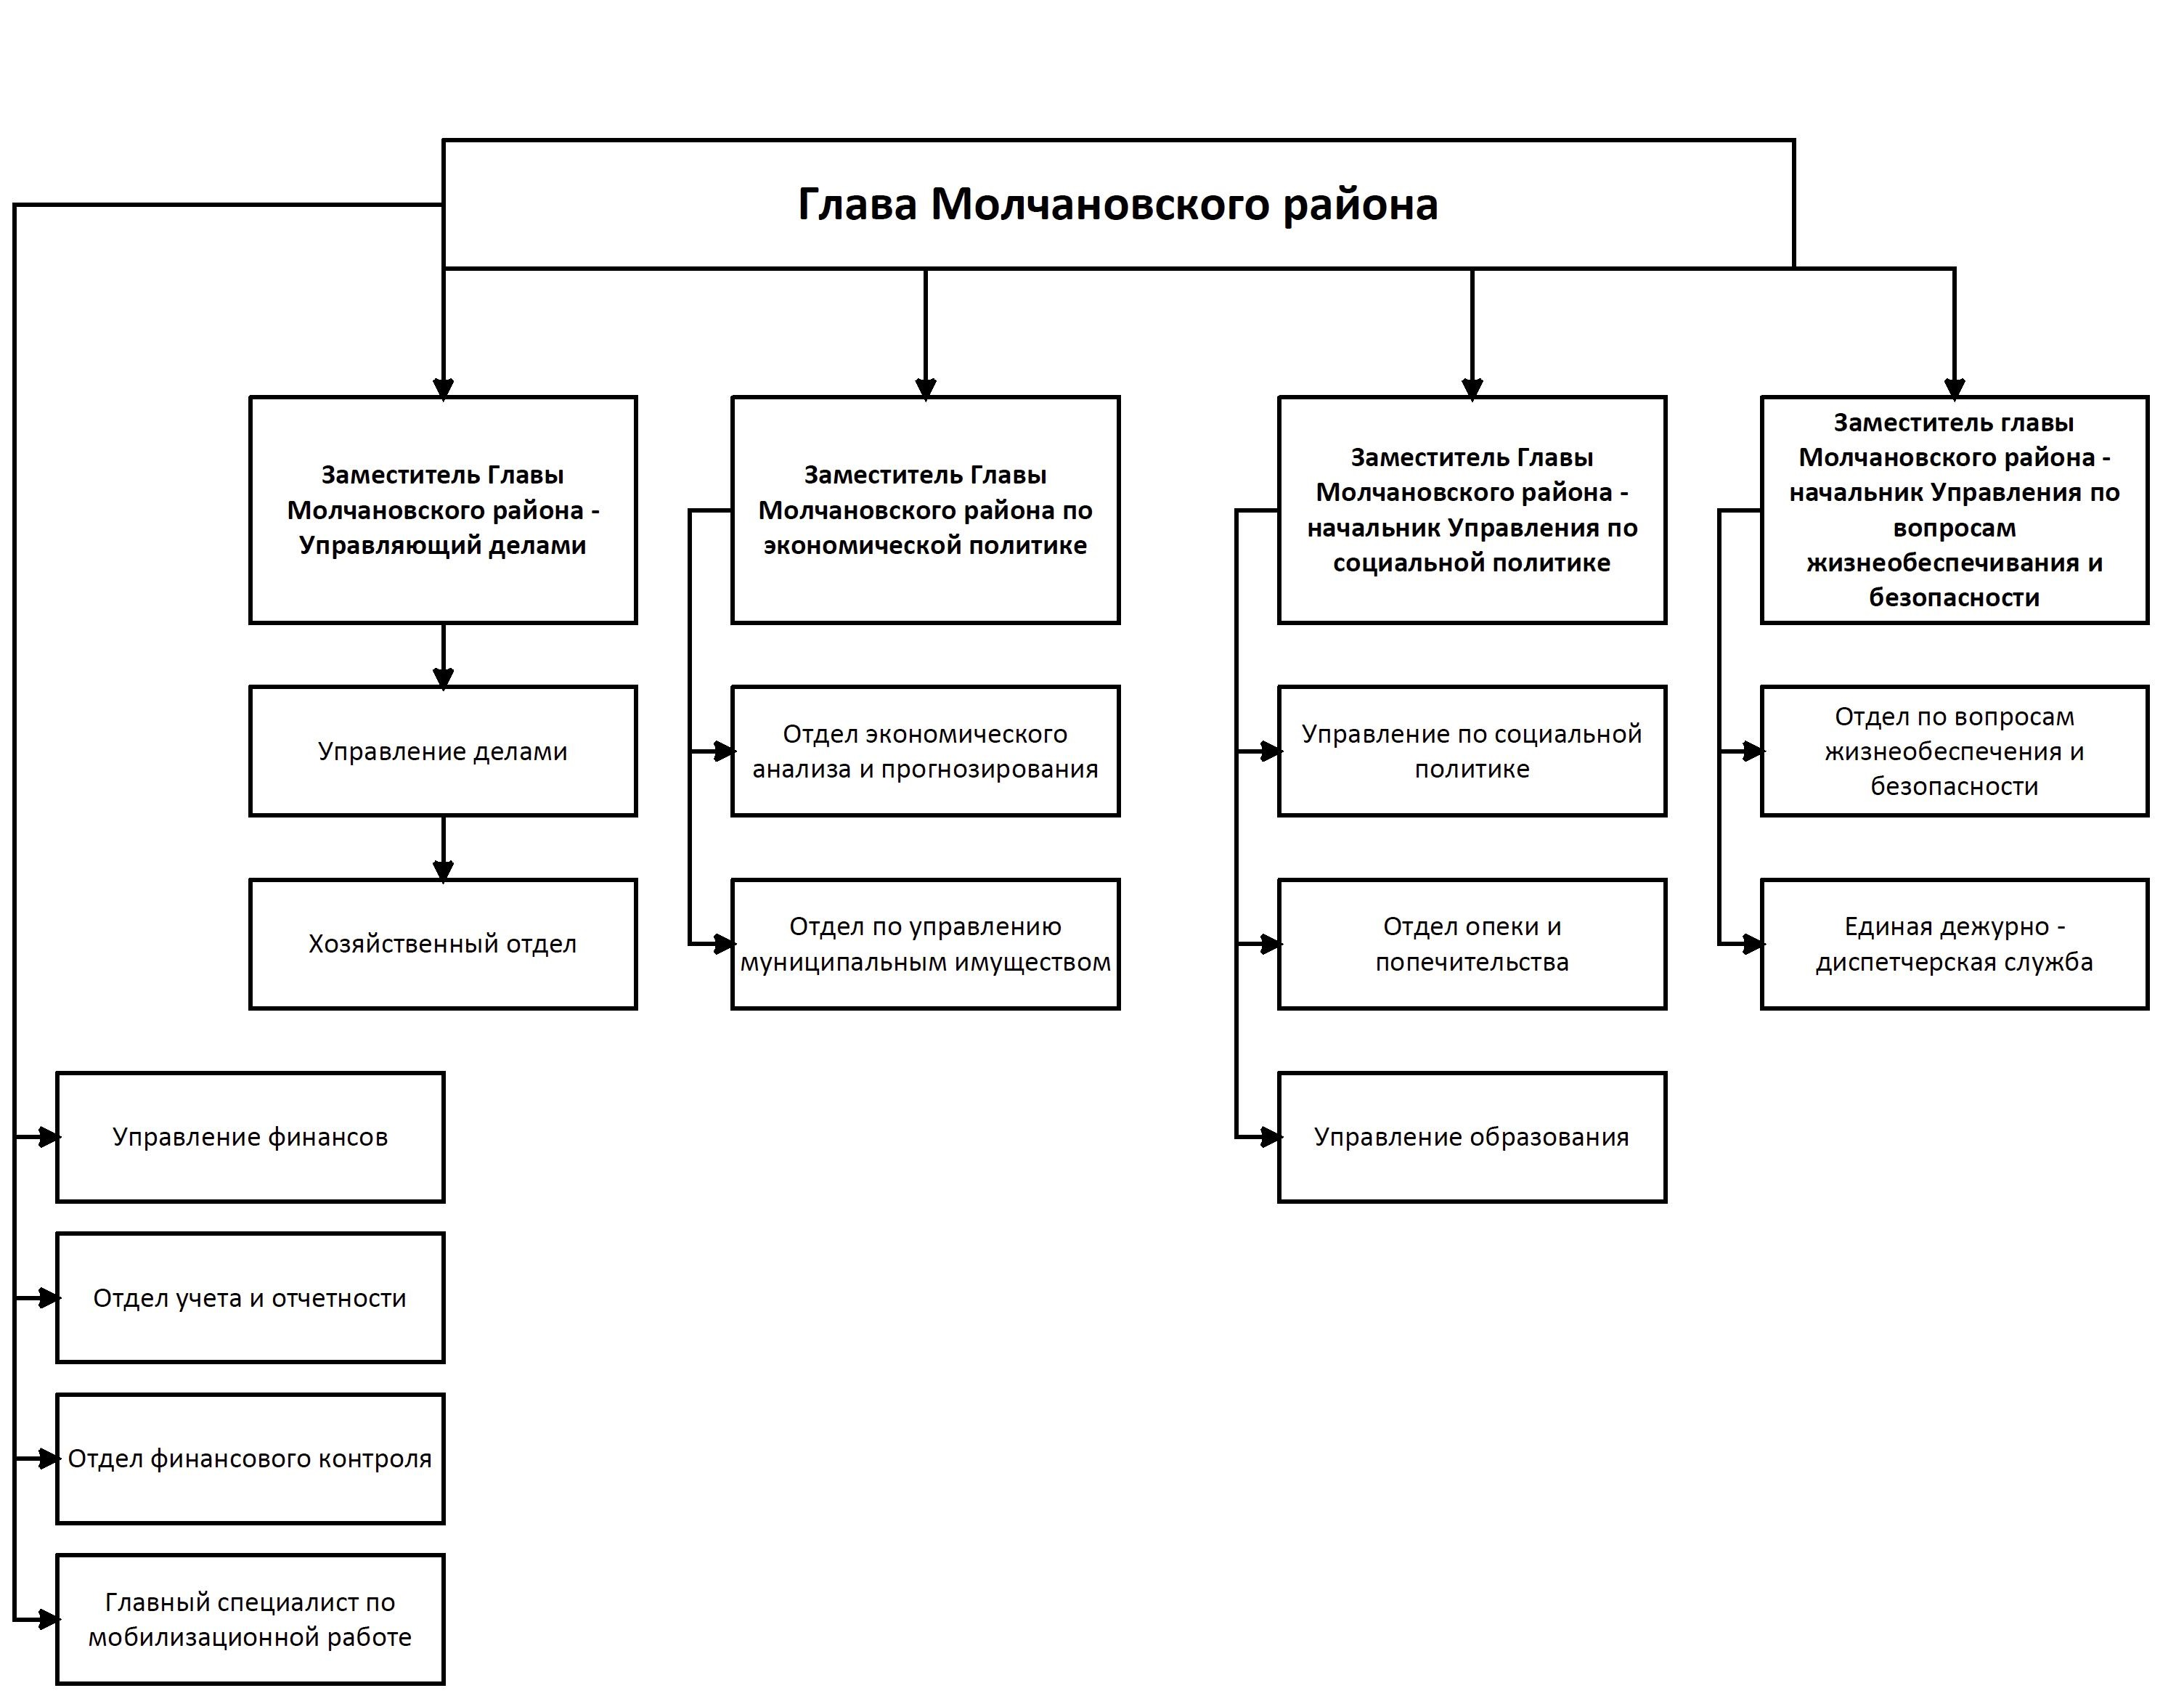 Глава Молчановского района
Заместитель Главы
Молчановского района -
Управляющий делами
Заместитель Главы
Молчановского района по
экономической политике
Заместитель Главы
Молчановского района -
начальник Управления по
социальной политике
Заместитель главы
Молчановского района -
начальник Управления по
вопросам
жизнеобеспечивания и
безопасности
Управление делами
Отдел экономического
анализа и прогнозирования
Управление по социальной
политике
Отдел по вопросам
жизнеобеспечения и
безопасности
Хозяйственный отдел
Отдел по управлению
муниципальным имуществом
Отдел опеки и
попечительства
Единая дежурно -
диспетчерская служба
Управление финансов
Управление образования
Отдел учета и отчетности
Отдел финансового контроля
Главный специалист по
мобилизационной работе